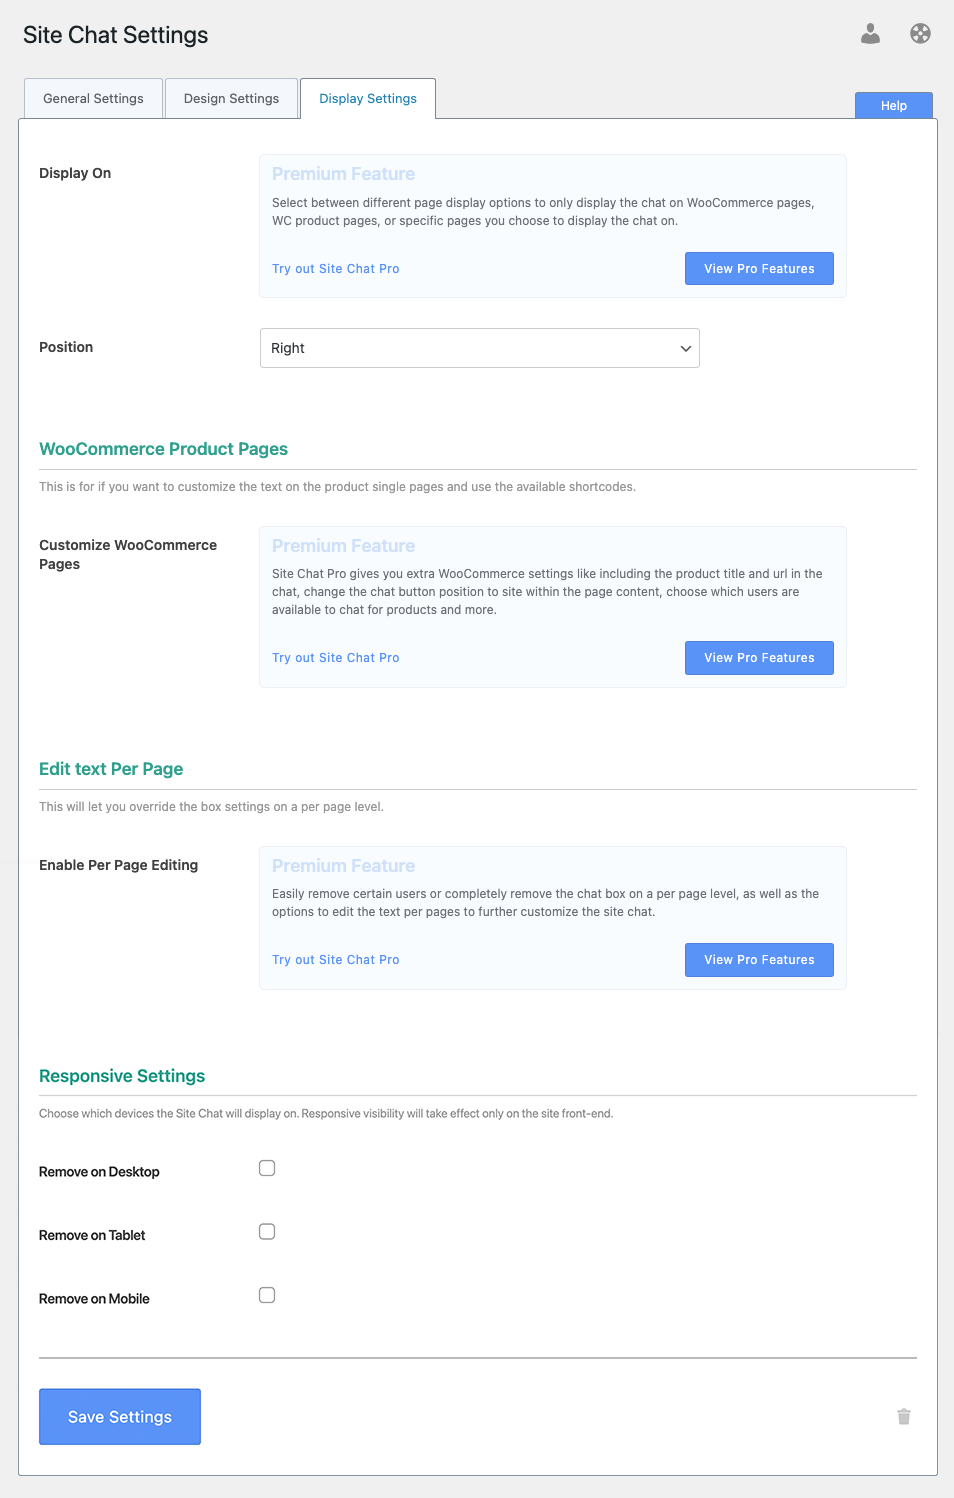 Site Chat Settings
General Settings
Design Settings
Display Settings
Help
Display On
Premium Feature
Select between different page display options to only display the chat on WooCommerce pages,
WC product pages, or specific pages you choose to display the chat on.
Try out Site Chat Pro
View Pro Features
Position
Right
WooCommerce Product Pages
This is for if you want to customize the text on the product single pages and use the available shortcodes.
Customize WooCommerce
Pages
Premium Feature
Site Chat Pro gives you extra WooCommerce settings like including the product title and url in the
chat, change the chat button position to site within the page content, choose which users are
available to chat for products and more.
Try out Site Chat Pro
View Pro Features
Edit text Per Page
This will let you override the box settings on a per page level.
Enable Per Page Editing
Premium Feature
Easily remove certain users or completely remove the chat box on a per page level, as well as the
options to edit the text per pages to further customize the site chat.
Try out Site Chat Pro
View Pro Features
Responsive Settings
Choose which devices the Site Chat will display on. Responsive visibility will take effect only on the site front-end.
Remove on Desktop
Remove on Tablet
Remove on Mobile
Save Settings